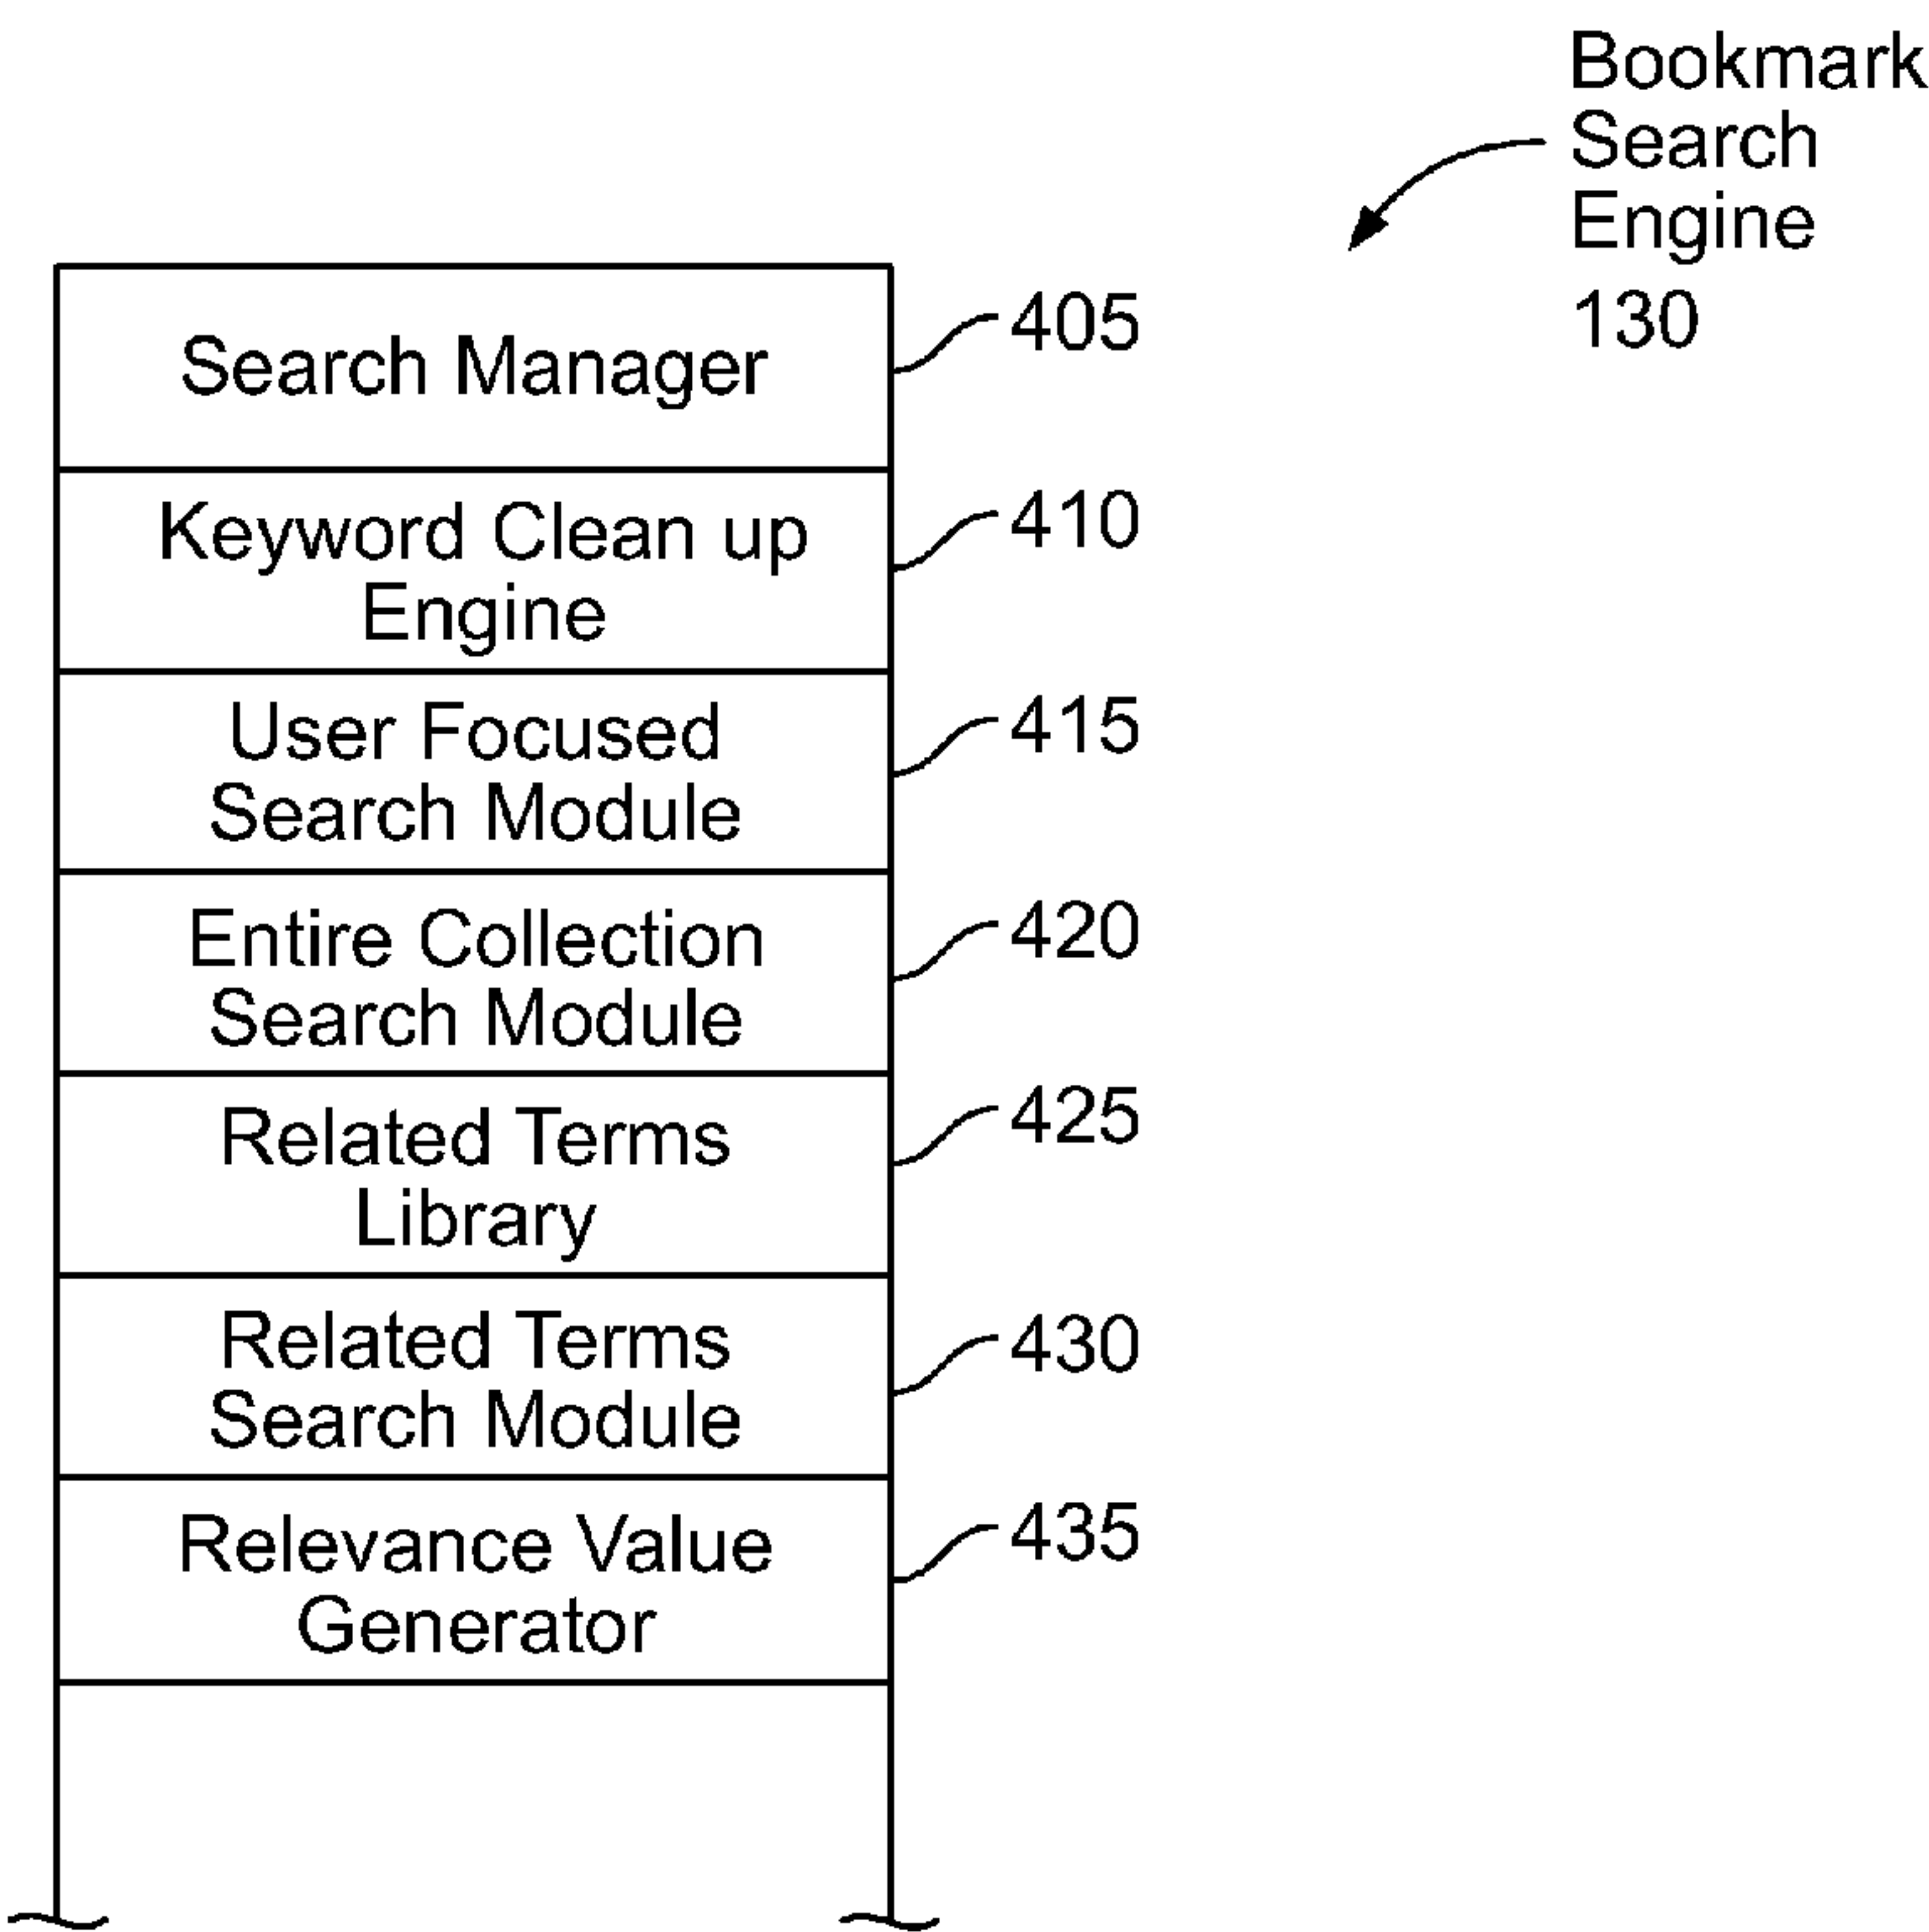 Bookmark
Search
Engine
130
Search Manager
405
Keyword Clean up
Engine
410
User Focused
Search Module
415
Entire Collection
Search Module
420
Related Terms
Library
425
Related Terms
Search Module
430
Relevance Value
Generator
435